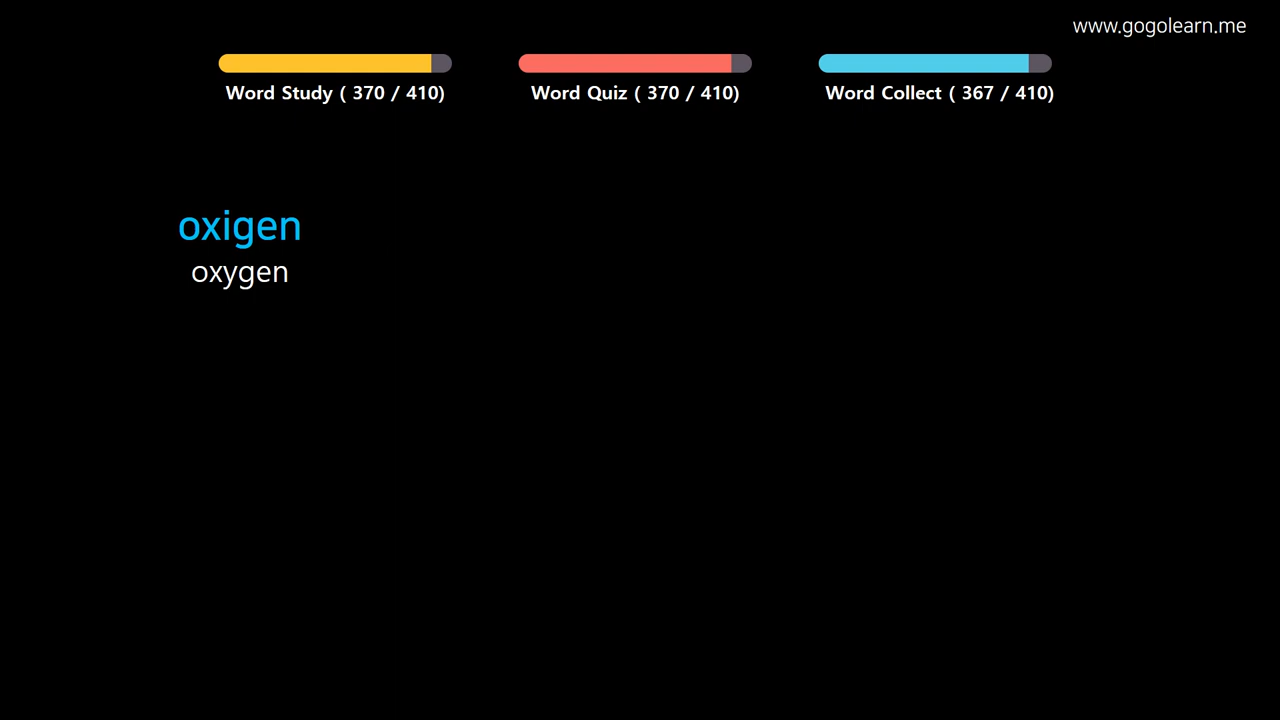 www.gogolearn.me
Word Study ( 370 / 410)
Word Quiz ( 370 / 410)
Word Collect ( 367 / 410)
oxigen
oxygen